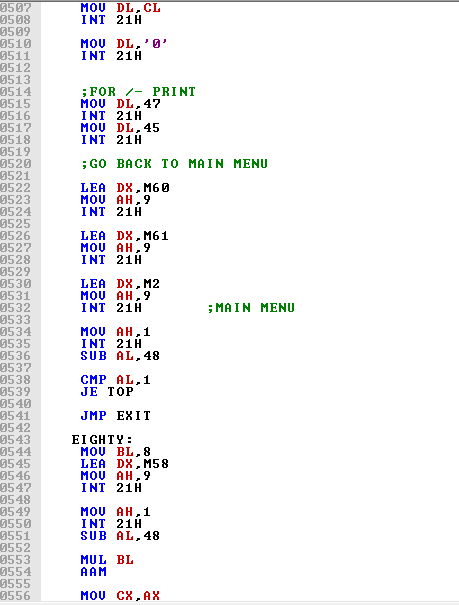 0507 MOV DL,CL
0508 INT 21H
0509
0510 MOV DL,'0'
0511 INT 21H
0512
0513
0514 ;FOR /- PRINT
0515 MOV DL,47
0516 INT 21H
0517 MOV DL,45
0518 INT 21H
0519
0520 ;GO BACK TO MAIN MENU
0521
0522 LEA DX,M60
0523 MOV AH,9
0524 INT 21H
0525
0526 LEA DX,M61
0527 MOV AH,9
0528 INT 21H
0529
0530 LEA DX,M2
0531 MOV AH,9
0532 INT 21H ;MAIN MENU
0533
0534 MOV AH,1
0535 INT 21H
0536 SUB AL,48
0537
0538 CMP AL,1
0539 JE TOP
0540
0541 JMP EXIT
0542
0543 EIGHTY:
0544 MOV BL,8
0545 LEA DX,M58
0546 MOV AH,9
0547 INT 21H
0548
0549 MOV AH,1
0550 INT 21H
0551 SUB AL,48
0552
0553 MUL BL
0554 AAM
0555
0556 MOV CX,AX